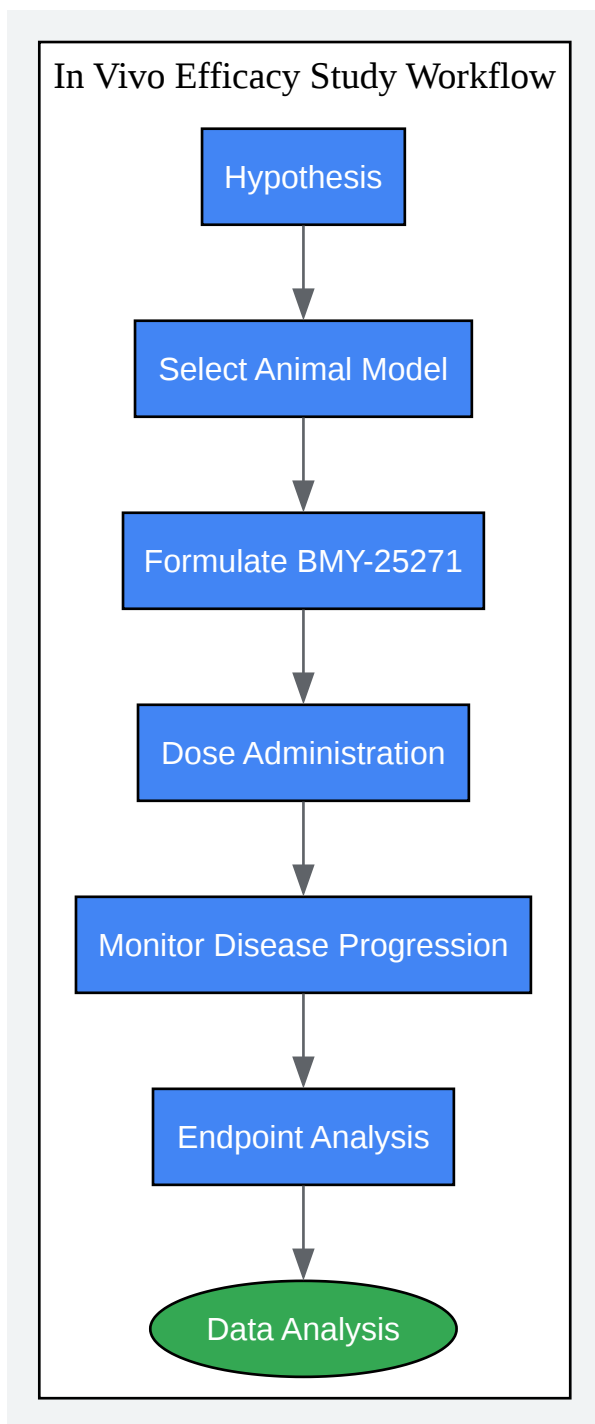 In Vivo Efficacy Study Workflow
Hypothesis
Select Animal Model
Formulate BMY-25271
Dose Administration
Monitor Disease Progression
Endpoint Analysis
Data Analysis